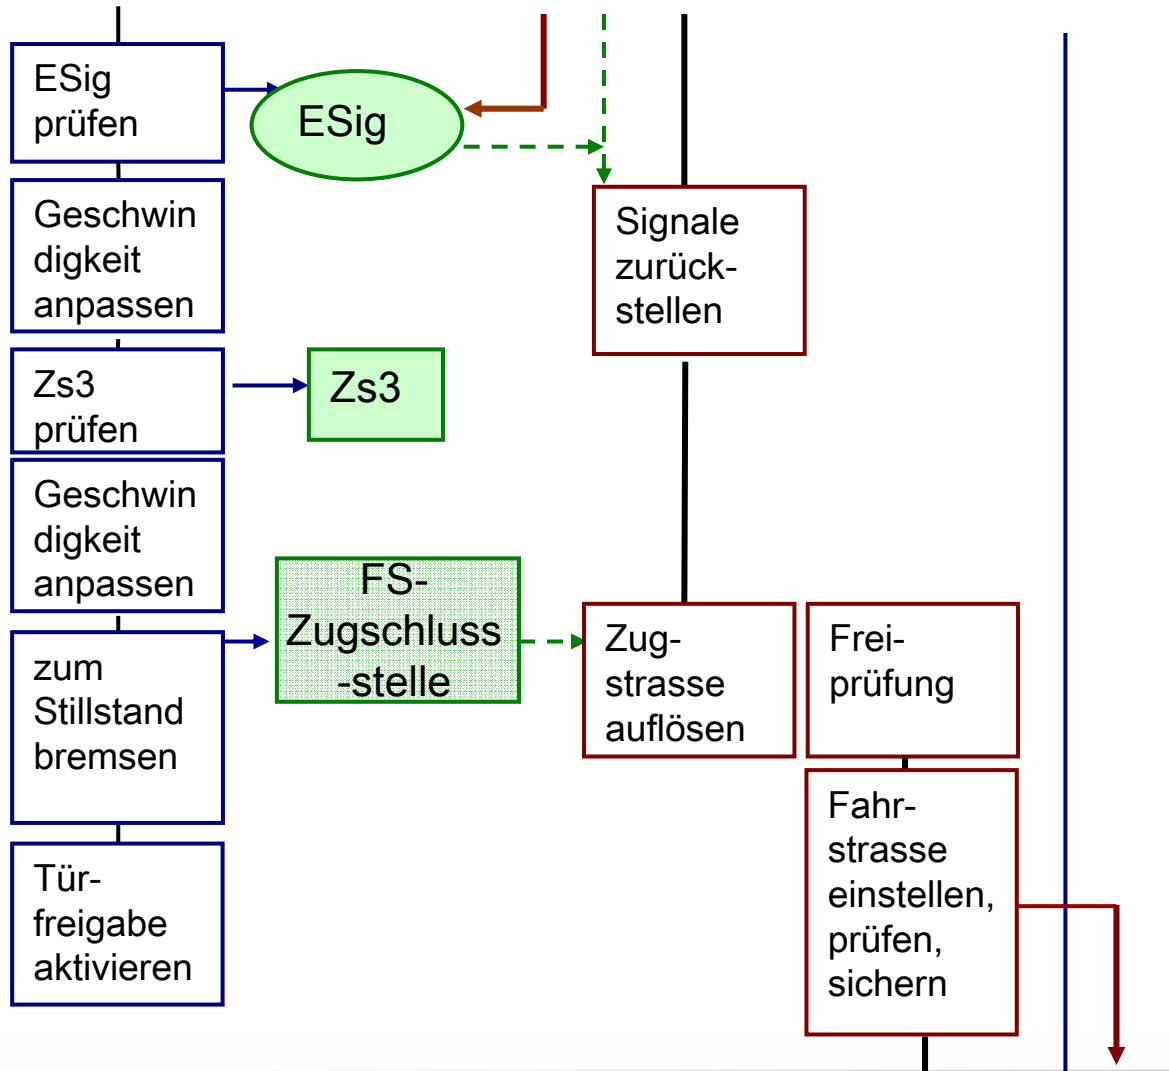 ESig
prüfen
ESig
Geschwin
digkeit
anpassen
Signale
zurück-
stellen
Zs3
prüfen
Zs3
Geschwin
digkeit
anpassen
FS-
Zugschluss
-stelle
zum
Stillstand
bremsen
Zug-
strasse
auflösen
Frei-
prüfung
Tür-
freigabe
aktivieren
Fahr-
strasse
einstellen,
prüfen,
sichern